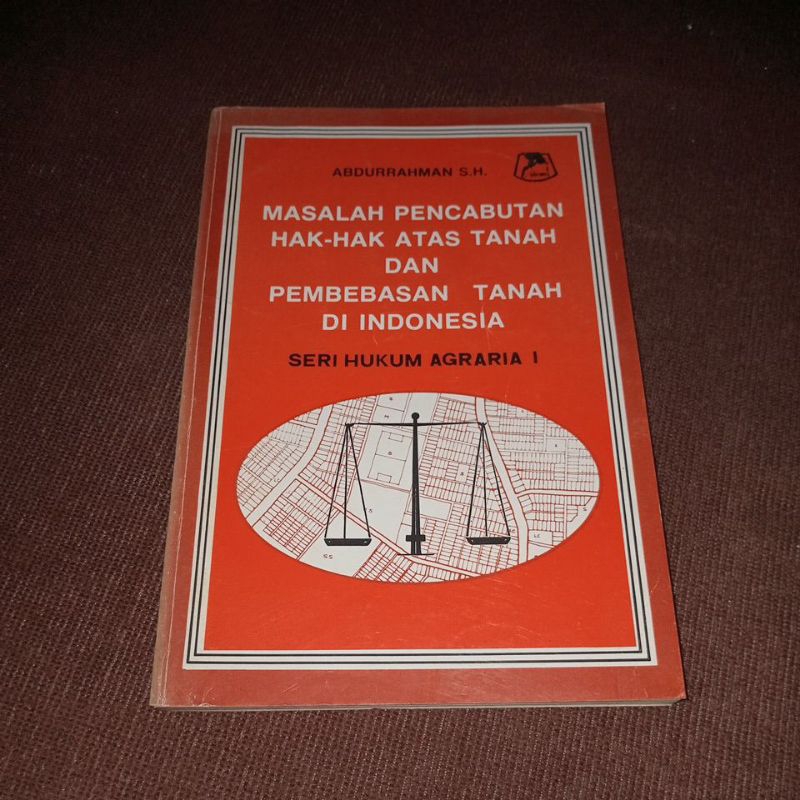 ABDURRAHMAN S.H.
MASALAH PENCABUTAN
HAK-HAK ATAS TANAH
DAN
PEMBEBASAN TANAH
DI INDONESIA
SERI HUKUM AGRARIA I